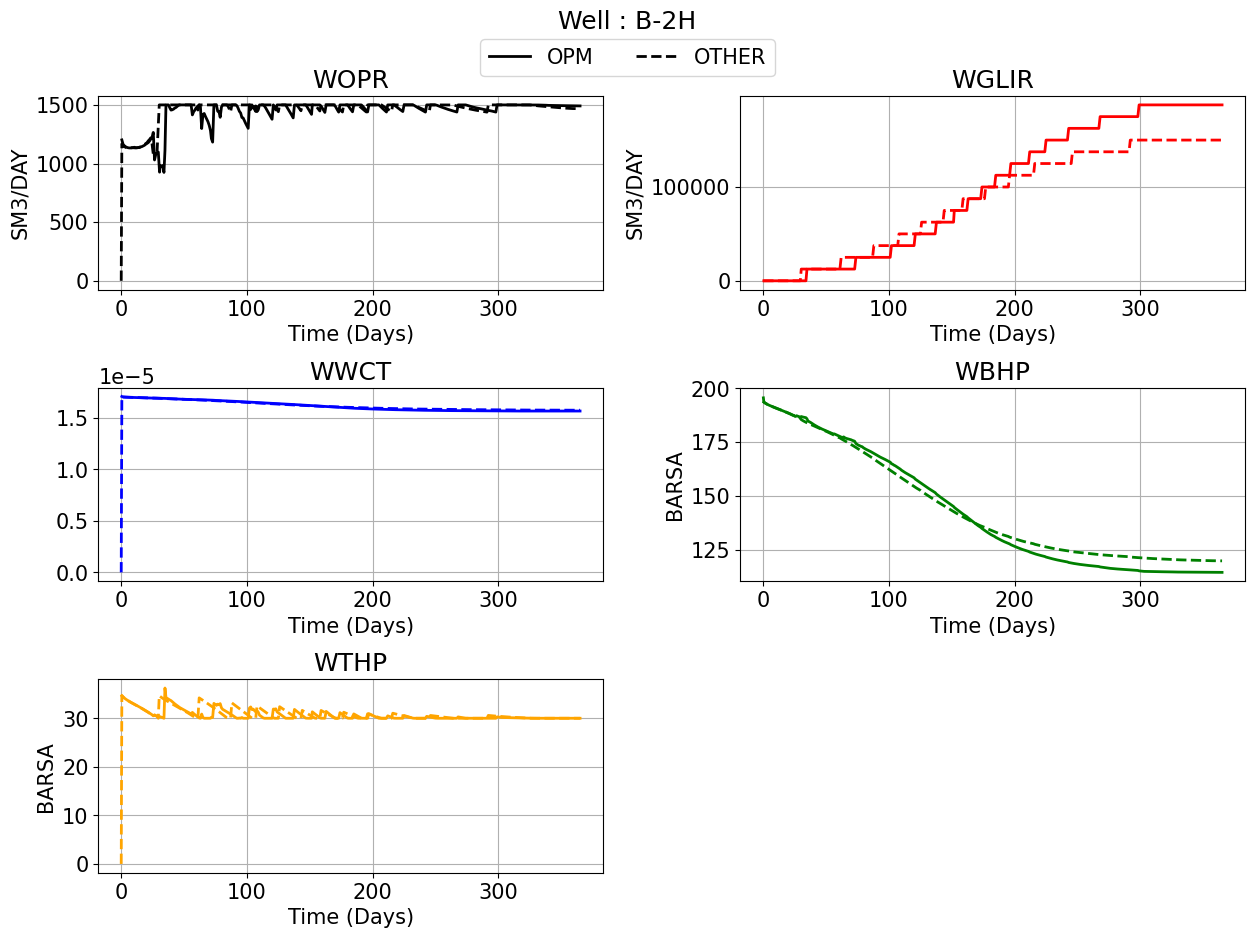 Well : B-2H
OPM OTHER
WOPR
SM3/DAY
1500
1000
500
0
0 100 200 300
Time (Days)
WGLIR
SM3/DAY
100000
0
0 100 200 300
Time (Days)
WWCT
1e−5
1.5
1.0
0.5
0.0
0 100 200 300
Time (Days)
WBHP
BARSA
200
175
150
125
0 100 200 300
Time (Days)
WTHP
BARSA
30
20
10
0
0 100 200 300
Time (Days)